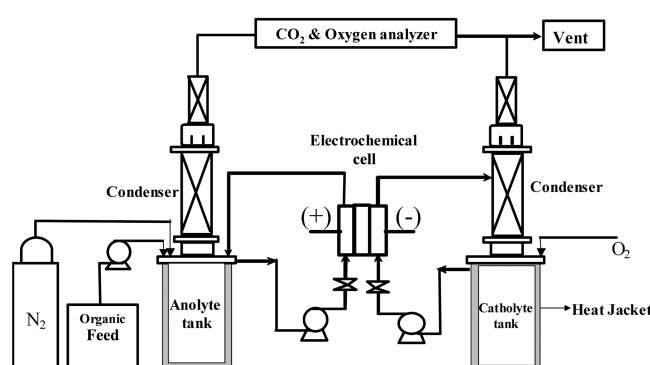 CO2 & Oxygen analyzer
Vent
Electrochemical
cell
Condenser
Condenser
(+)
(-)
O2
N2
Organic
Feed
Anolyte
tank
Catholyte
tank
Heat Jacket